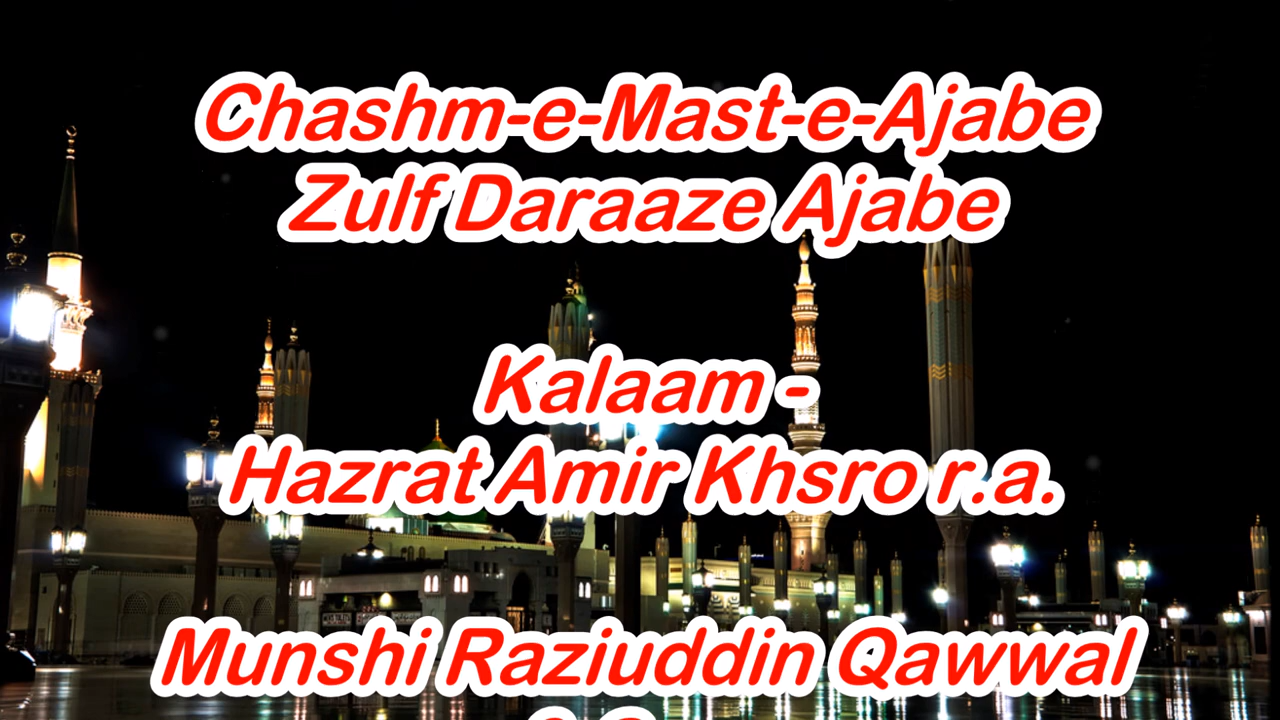 Chashm-e-Mast-e-Ajabe
Zulf Daraaze Ajabe
Kalaam -
Hazrat Amir Khsro r.a.
Munshi Raziuddin Qawwal